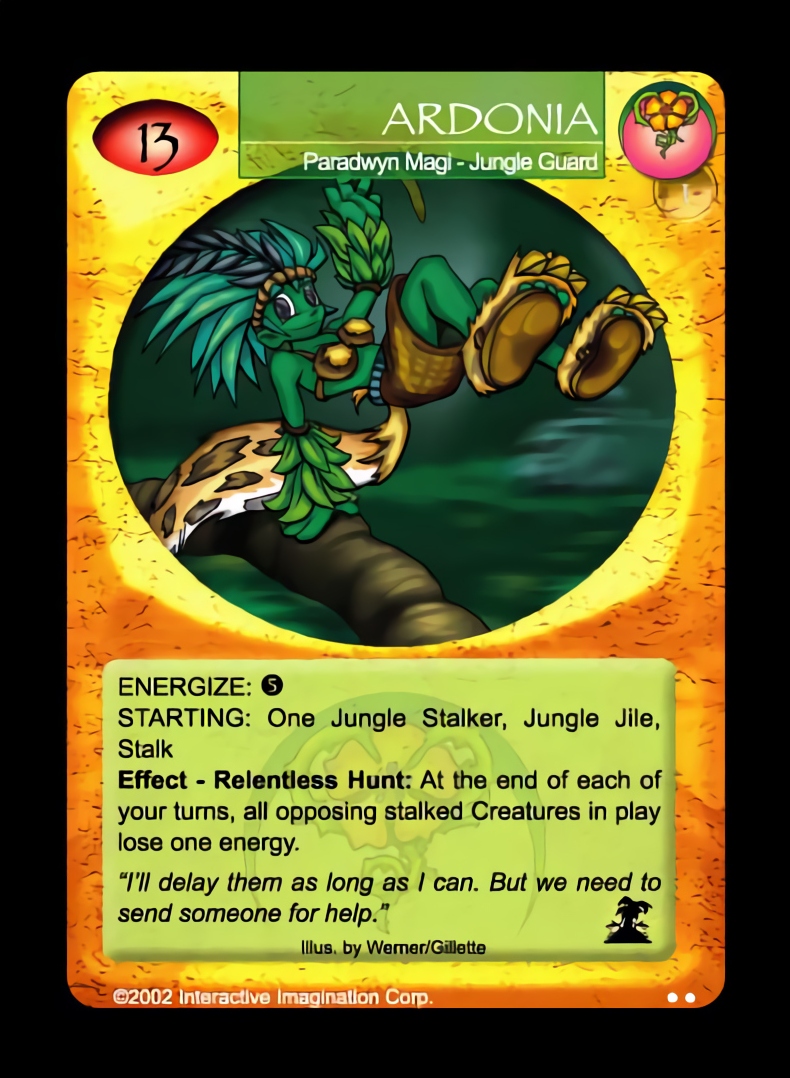 13
ARDONIA
Paradwyn Magi - Jungle Guard
1
ENERGIZE: 5
STARTING: One Jungle Stalker, Jungle Jile,
Stalk
Effect - Relentless Hunt: At the end of each of
your turns, all opposing stalked Creatures in play
lose one energy.
"I'll delay them as long as I can. But we need to
send someone for help."
Illus. by Werner/Gillette
©2002 Interactive Imagination Corp.